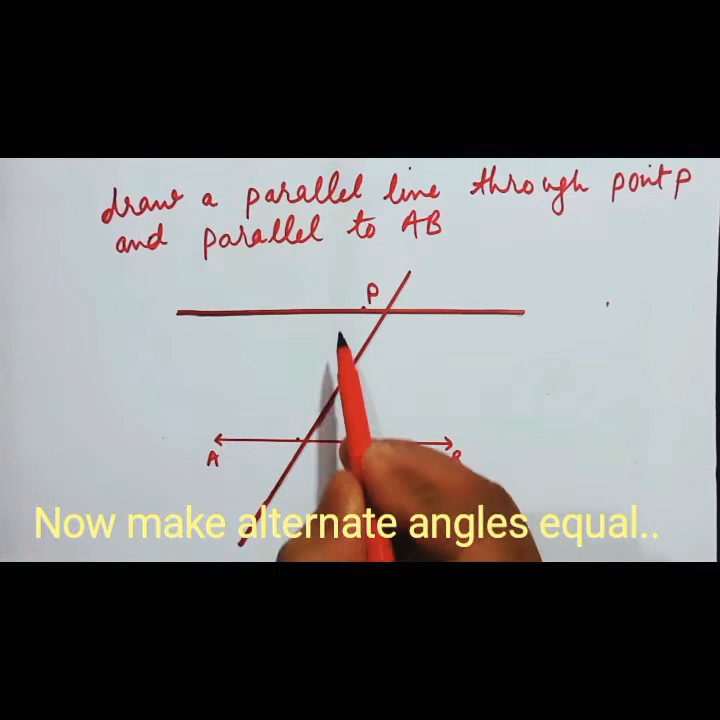 draw a parallel line through point P
and parallel to AB
P
A
B
Now make alternate angles equal..